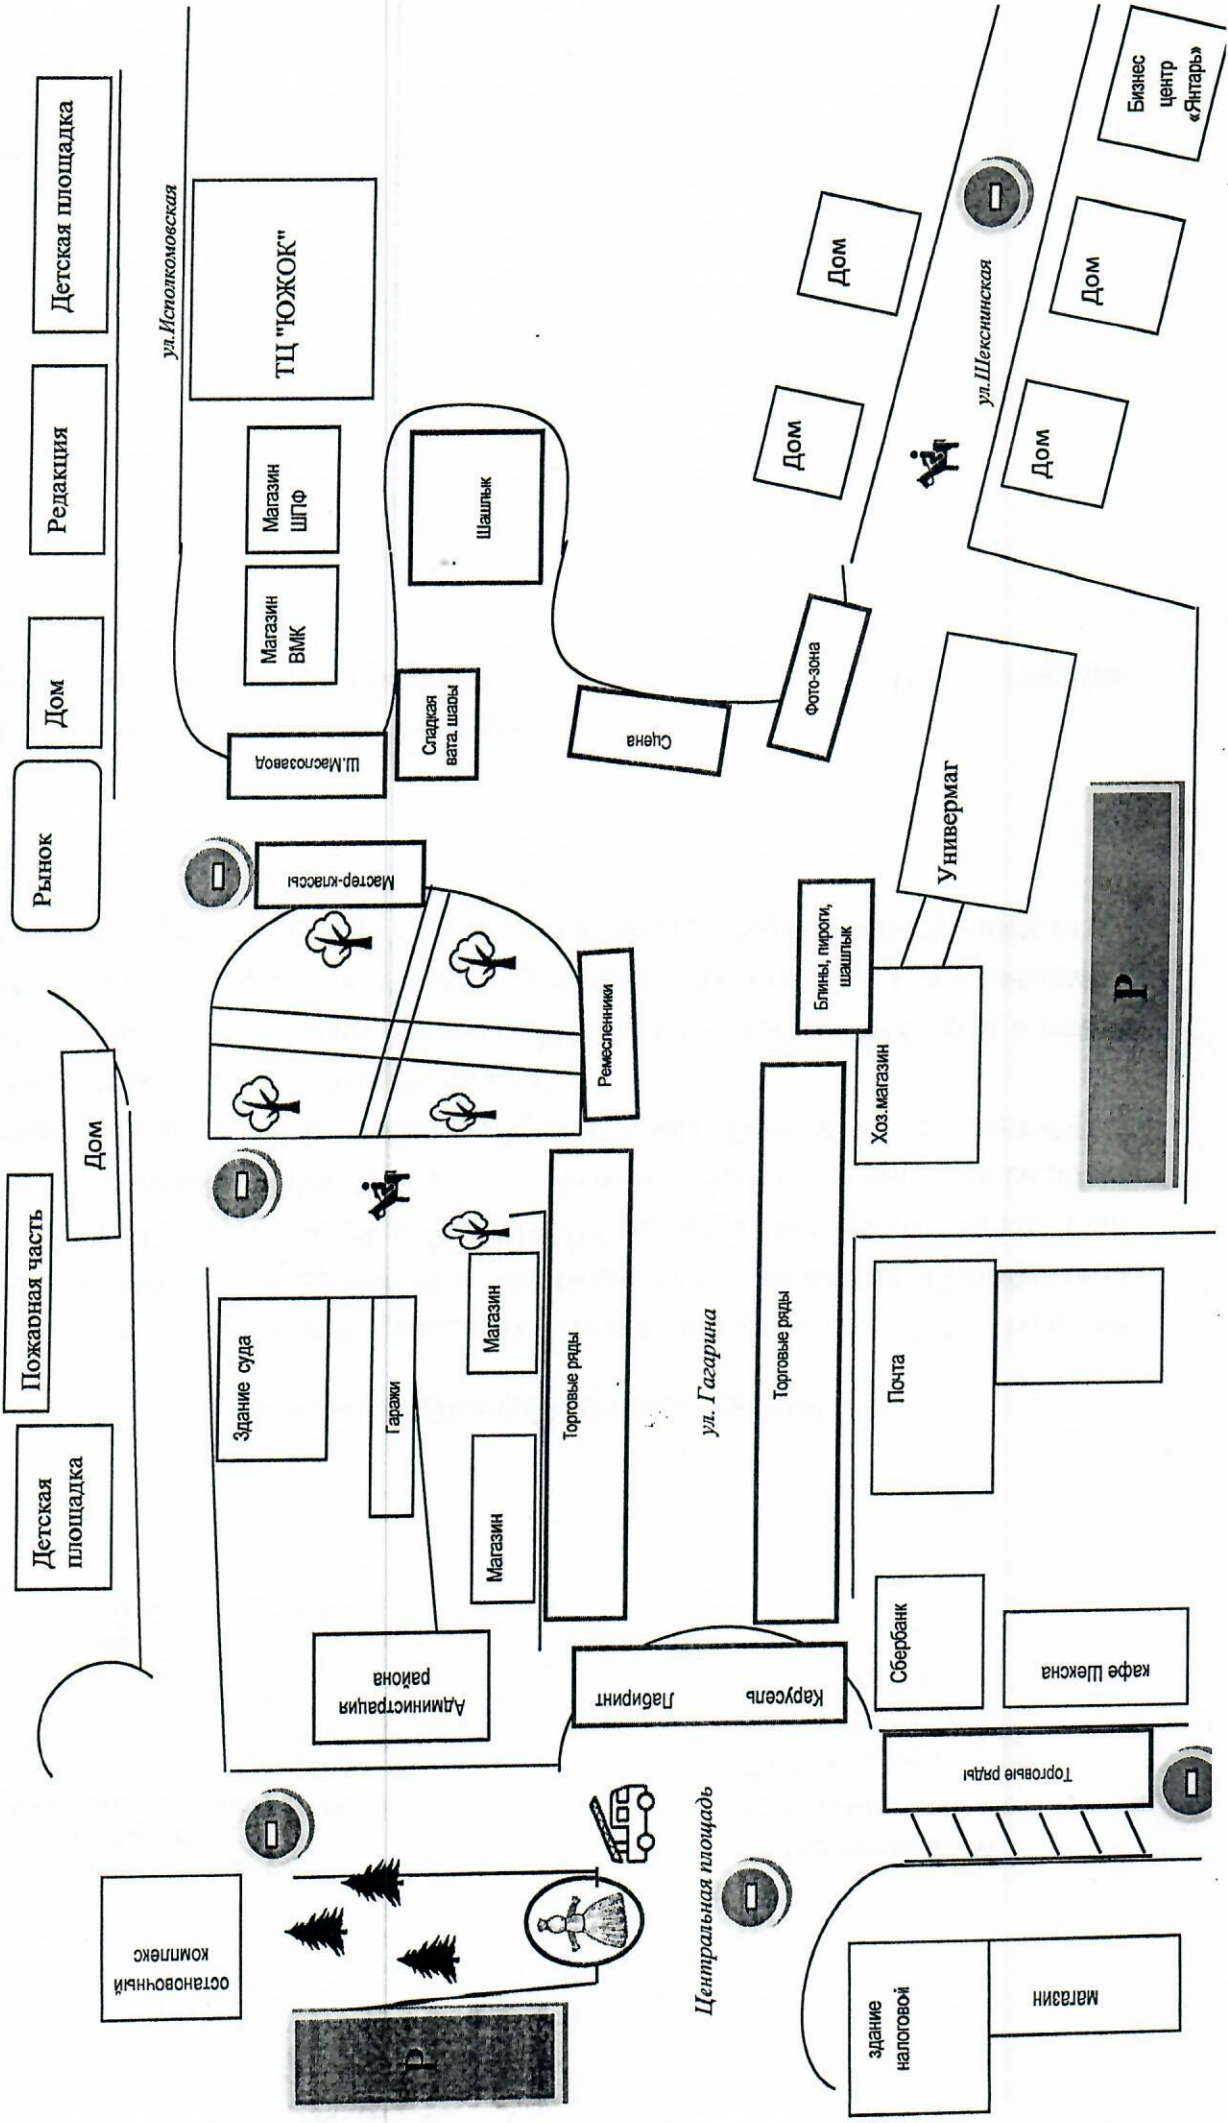 Детская
площадка
Пожарная часть
Дом
Рынок
Дом
Редакция
Детская площадка
остановочный
комплекс
Здание суда
Гаражи
Администрация
района
Магазин
Магазин
Мастер-классы
Ш.Маслозавод
Магазин
ВМК
Магазин
ШПФ
ул.Исполкомовская
ТЦ "ЮЖОК"
Сладкая
вата. шары
Шашлык
Р
Торговые ряды
Ремесленники
Сцена
Лабиринт
Карусель
ул. Гагарина
Торговые ряды
Центральная площадь
Блины, пироги,
шашлык
Фото-зона
Дом
Дом
Хоз.магазин
Универмаг
ул.Шекснинская
Дом
Дом
Бизнес
центр
«Янтарь»
Почта
Сбербанк
кафе Шексна
Торговые ряды
здание
налоговой
магазин
Р